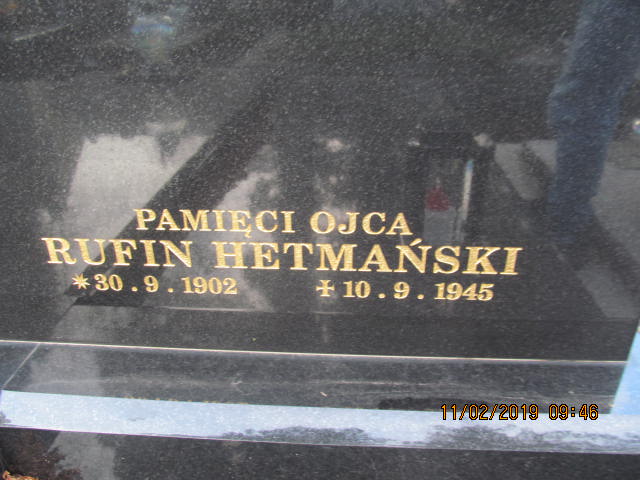 PAMIĘCI OJCA
RUFIN HETMAŃSKI
* 30 . 9 . 1902 ✝ 10 . 9 . 1945
11/02/2019 09:46